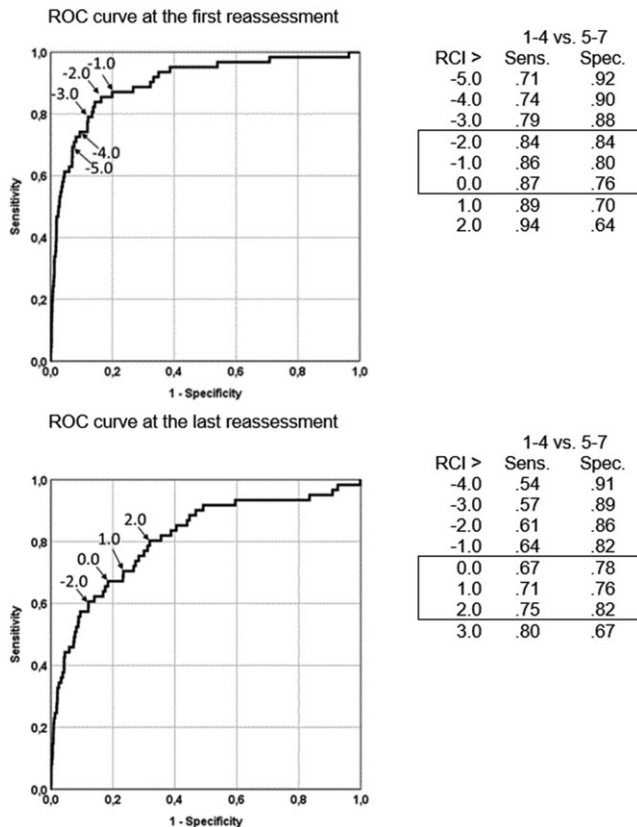 ROC curve at the first reassessment
1,0
0,8
0,6
0,4
0,2
0,0
Sensitivity
-1.0
-2.0
-3.0
-4.0
-5.0
0,0 0,2 0,4 0,6 0,8 1,0
1 - Specificity
1-4 vs. 5-7
RCI > Sens. Spec.
-5.0 .71 .92
-4.0 .74 .90
-3.0 .79 .88
-2.0 .84 .84
-1.0 .86 .80
0.0 .87 .76
1.0 .89 .70
2.0 .94 .64
ROC curve at the last reassessment
1,0
0,8
0,6
0,4
0,2
0,0
Sensitivity
2.0
1.0
0.0
-2.0
0,0 0,2 0,4 0,6 0,8 1,0
1 - Specificity
1-4 vs. 5-7
RCI > Sens. Spec.
-4.0 .54 .91
-3.0 .57 .89
-2.0 .61 .86
-1.0 .64 .82
0.0 .67 .78
1.0 .71 .76
2.0 .75 .82
3.0 .80 .67